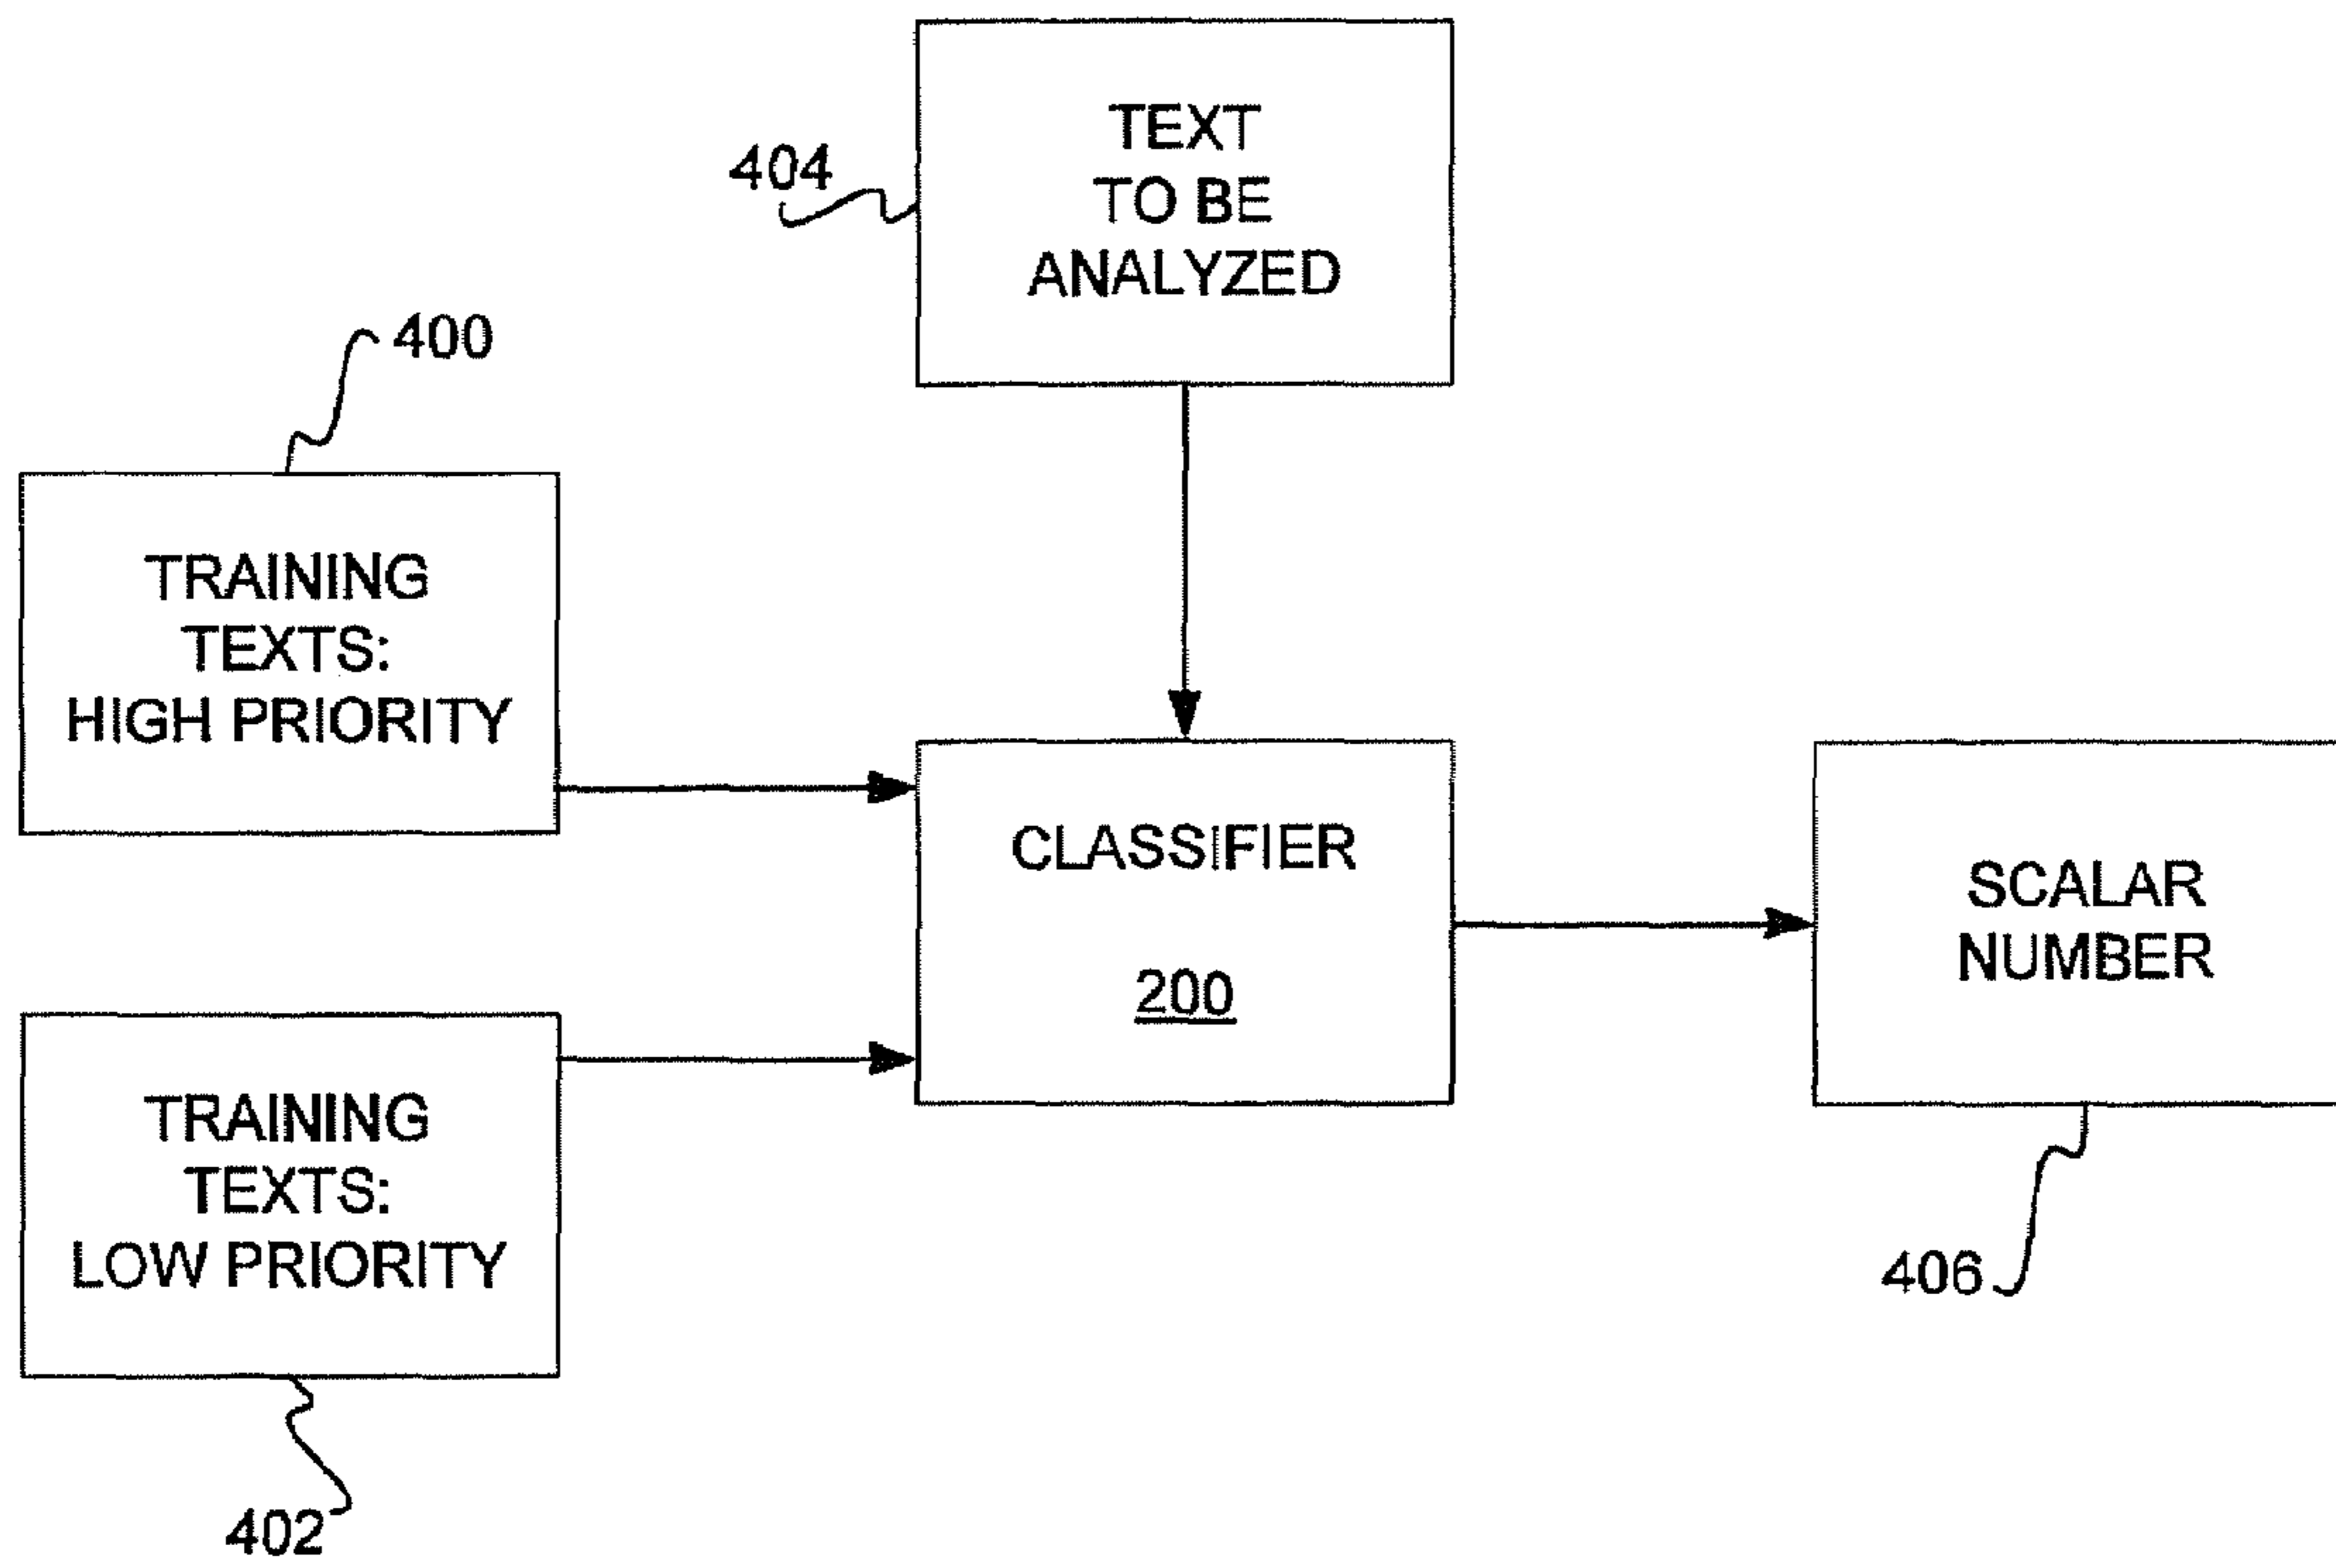 TEXT
TO BE
ANALYZED
404
400
TRAINING
TEXTS:
HIGH PRIORITY
CLASSIFIER
200
SCALAR
NUMBER
TRAINING
TEXTS:
LOW PRIORITY
406
402